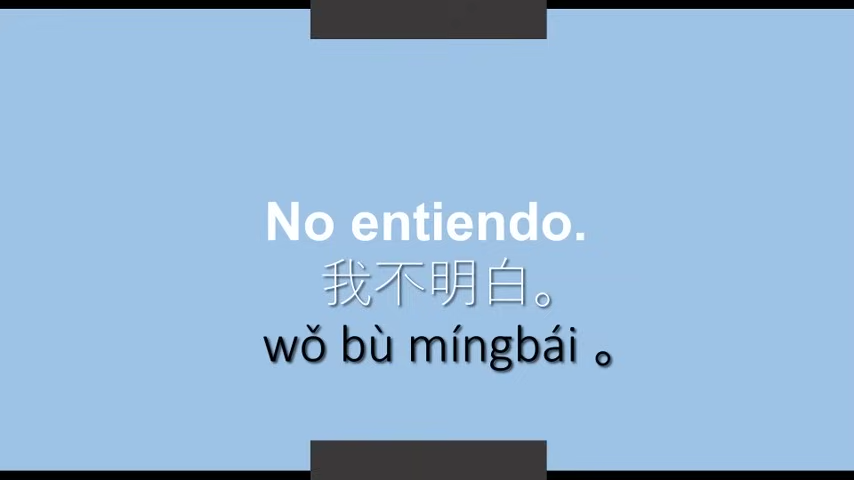 No entiendo.
我不明白。
wǒ bù míngbái 。